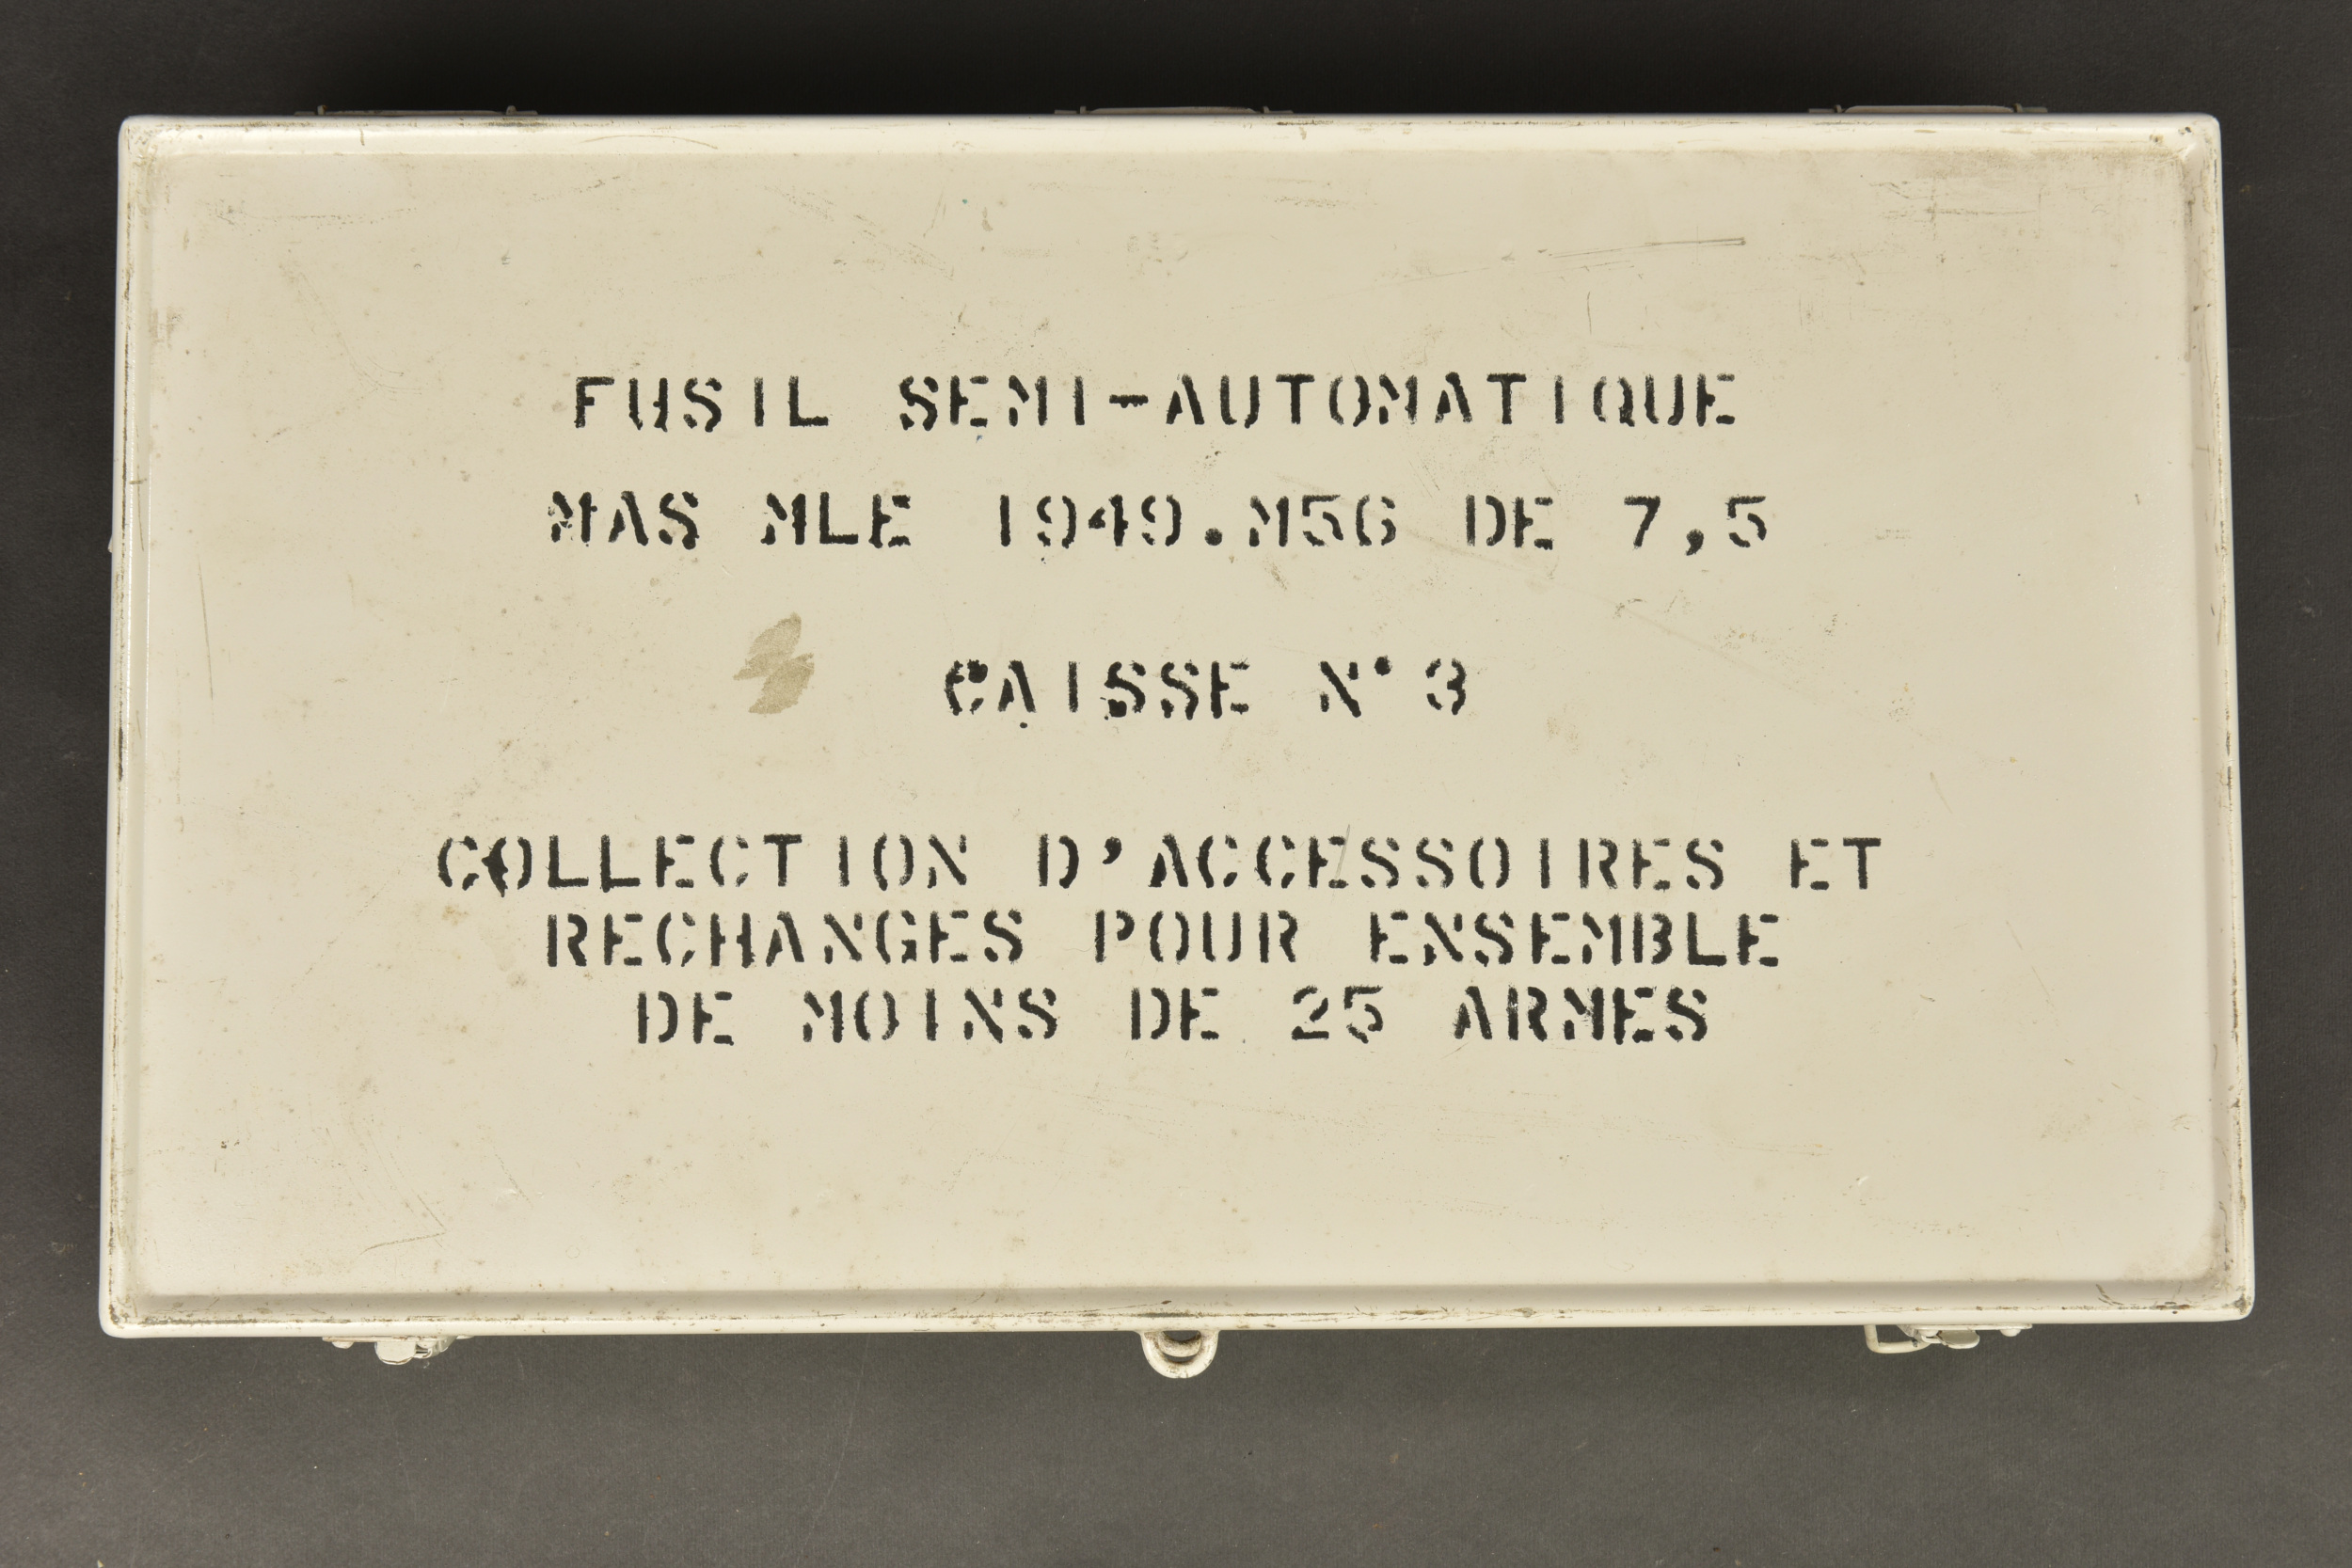 FUSIL SEMI-AUTOMATIQUE
MAS MLE 1949.M56 DE 7,5
CAISSE N° 3
COLLECTION D'ACCESSOIRES ET
RECHANGES POUR ENSEMBLE
DE MOINS DE 25 ARMES